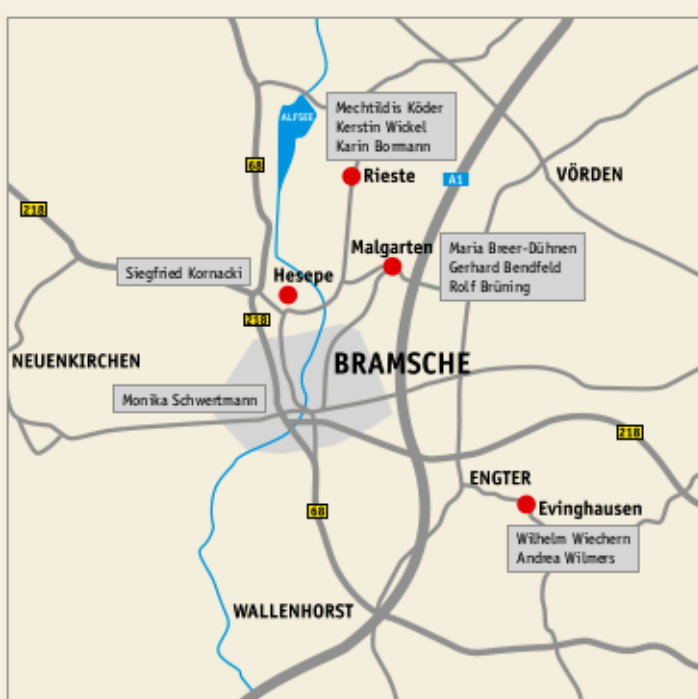 ALFSEE
Mechtildis Köder
Kerstin Wickel
Karin Bormann
68
Rieste
A1
VÖRDEN
218
Malgarten
Maria Breer-Dühnen
Gerhard Bendfeld
Rolf Brüning
Siegfried Kornacki
Hesepe
218
NEUENKIRCHEN
BRAMSCHE
Monika Schwertmann
218
ENGTER
Evinghausen
68
Wilhelm Wiechern
Andrea Wilmers
WALLENHORST